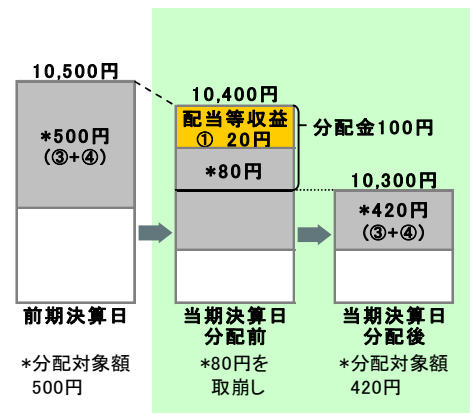 10,500円
*500円
(③+④)
前期決算日
*分配対象額
500円
10,400円
配当等収益
① 20円
*80円
分配金100円
当期決算日
分配前
*80円を
取崩し
10,300円
*420円
(③+④)
当期決算日
分配後
*分配対象額
420円